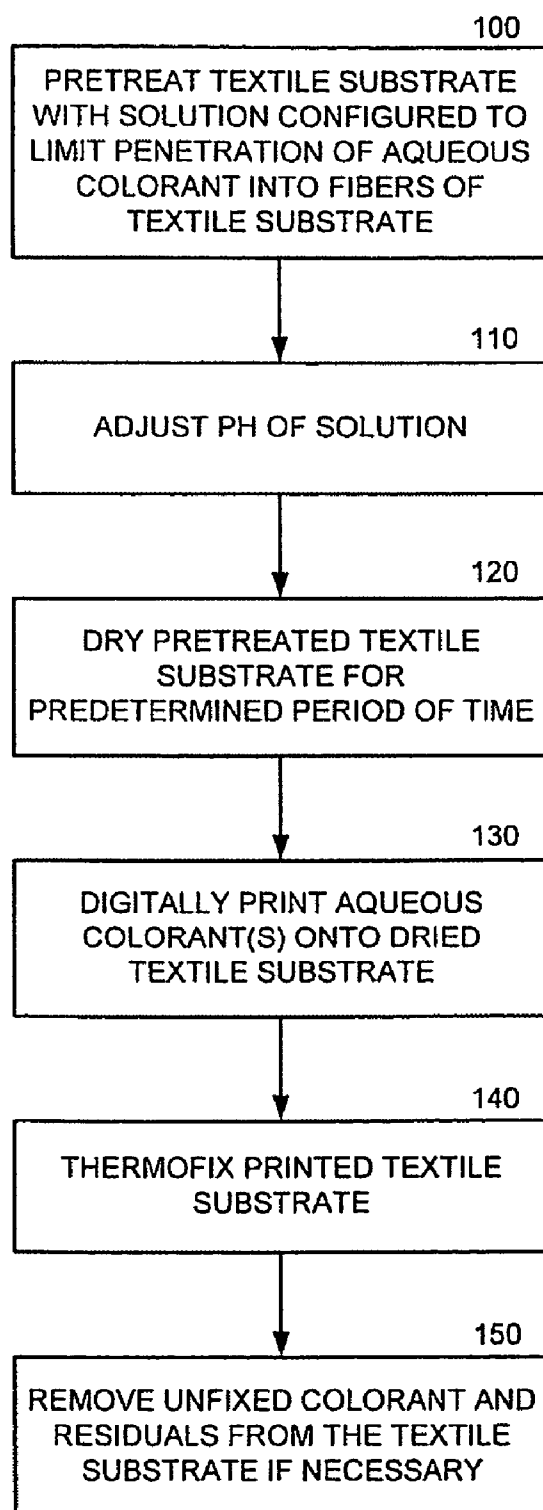 100
PRETREAT TEXTILE SUBSTRATE
WITH SOLUTION CONFIGURED TO
LIMIT PENETRATION OF AQUEOUS
COLORANT INTO FIBERS OF
TEXTILE SUBSTRATE
110
ADJUST PH OF SOLUTION
120
DRY PRETREATED TEXTILE
SUBSTRATE FOR
PREDETERMINED PERIOD OF TIME
130
DIGITALLY PRINT AQUEOUS
COLORANT(S) ONTO DRIED
TEXTILE SUBSTRATE
140
THERMOFIX PRINTED TEXTILE
SUBSTRATE
150
REMOVE UNFIXED COLORANT AND
RESIDUALS FROM THE TEXTILE
SUBSTRATE IF NECESSARY